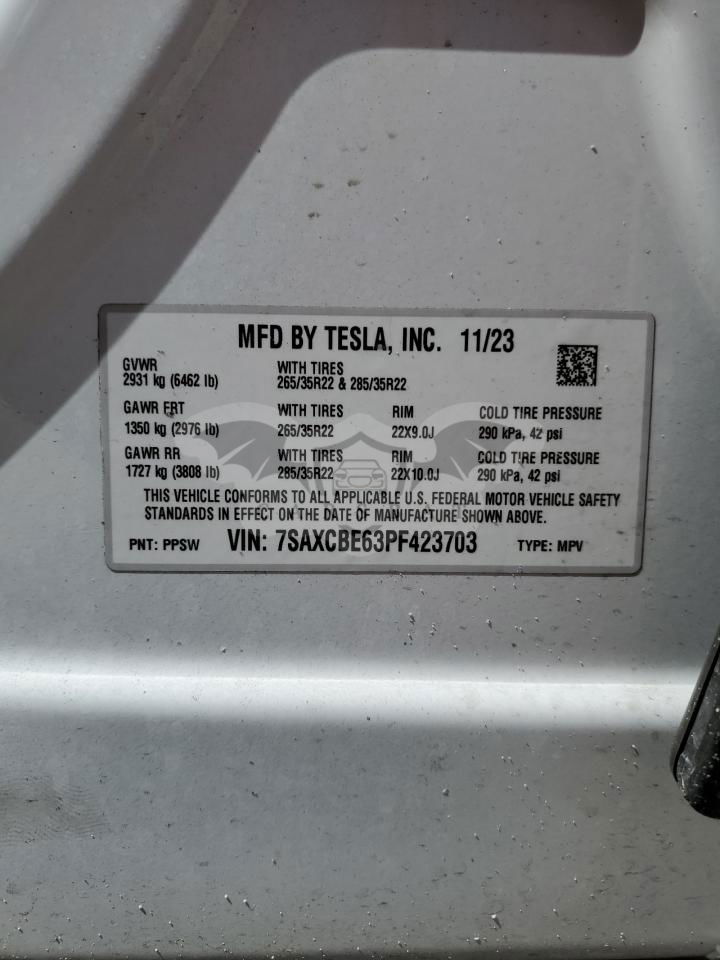 MFD BY TESLA, INC. 11/23
GVWR WITH TIRES
2931 kg (6462 lb) 265/35R22 & 285/35R22
GAWR FRT WITH TIRES RIM COLD TIRE PRESSURE
1350 kg (2976 lb) 265/35R22 22X9.0J 290 kPa, 42 psi
GAWR RR WITH TIRES RIM COLD TIRE PRESSURE
1727 kg (3808 lb) 285/35R22 22X10.0J 290 kPa, 42 psi
THIS VEHICLE CONFORMS TO ALL APPLICABLE U.S. FEDERAL MOTOR VEHICLE SAFETY
STANDARDS IN EFFECT ON THE DATE OF MANUFACTURE SHOWN ABOVE.
PNT: PPSW VIN: 7SAXCBE63PF423703 TYPE: MPV